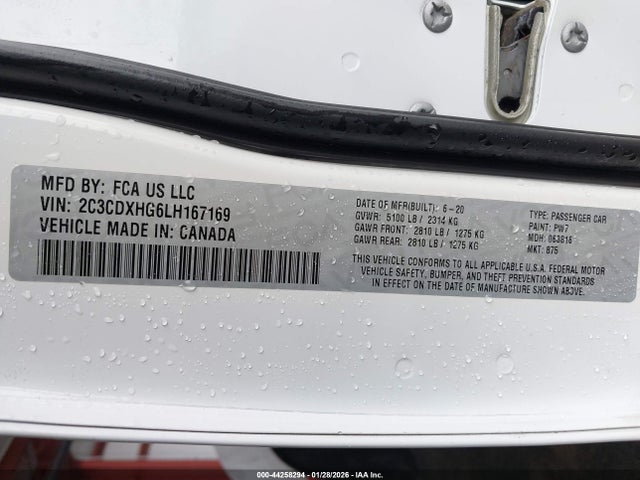 MFD BY: FCA US LLC
VIN: 2C3CDXHG6LH167169
VEHICLE MADE IN: CANADA
DATE OF MFR(BUILT): 6-20
GVWR: 5100 LB / 2314 KG
GAWR FRONT: 2810 LB / 1275 KG
GAWR REAR: 2810 LB / 1275 KG
TYPE: PASSENGER CAR
PAINT: PW7
MDH: 063816
MKT: B75
THIS VEHICLE CONFORMS TO ALL APPLICABLE U.S.A. FEDERAL MOTOR
VEHICLE SAFETY, BUMPER, AND THEFT PREVENTION STANDARDS
IN EFFECT ON THE DATE OF MANUFACTURE SHOWN ABOVE.
000-44258294 - 01/28/2026 - IAA Inc.